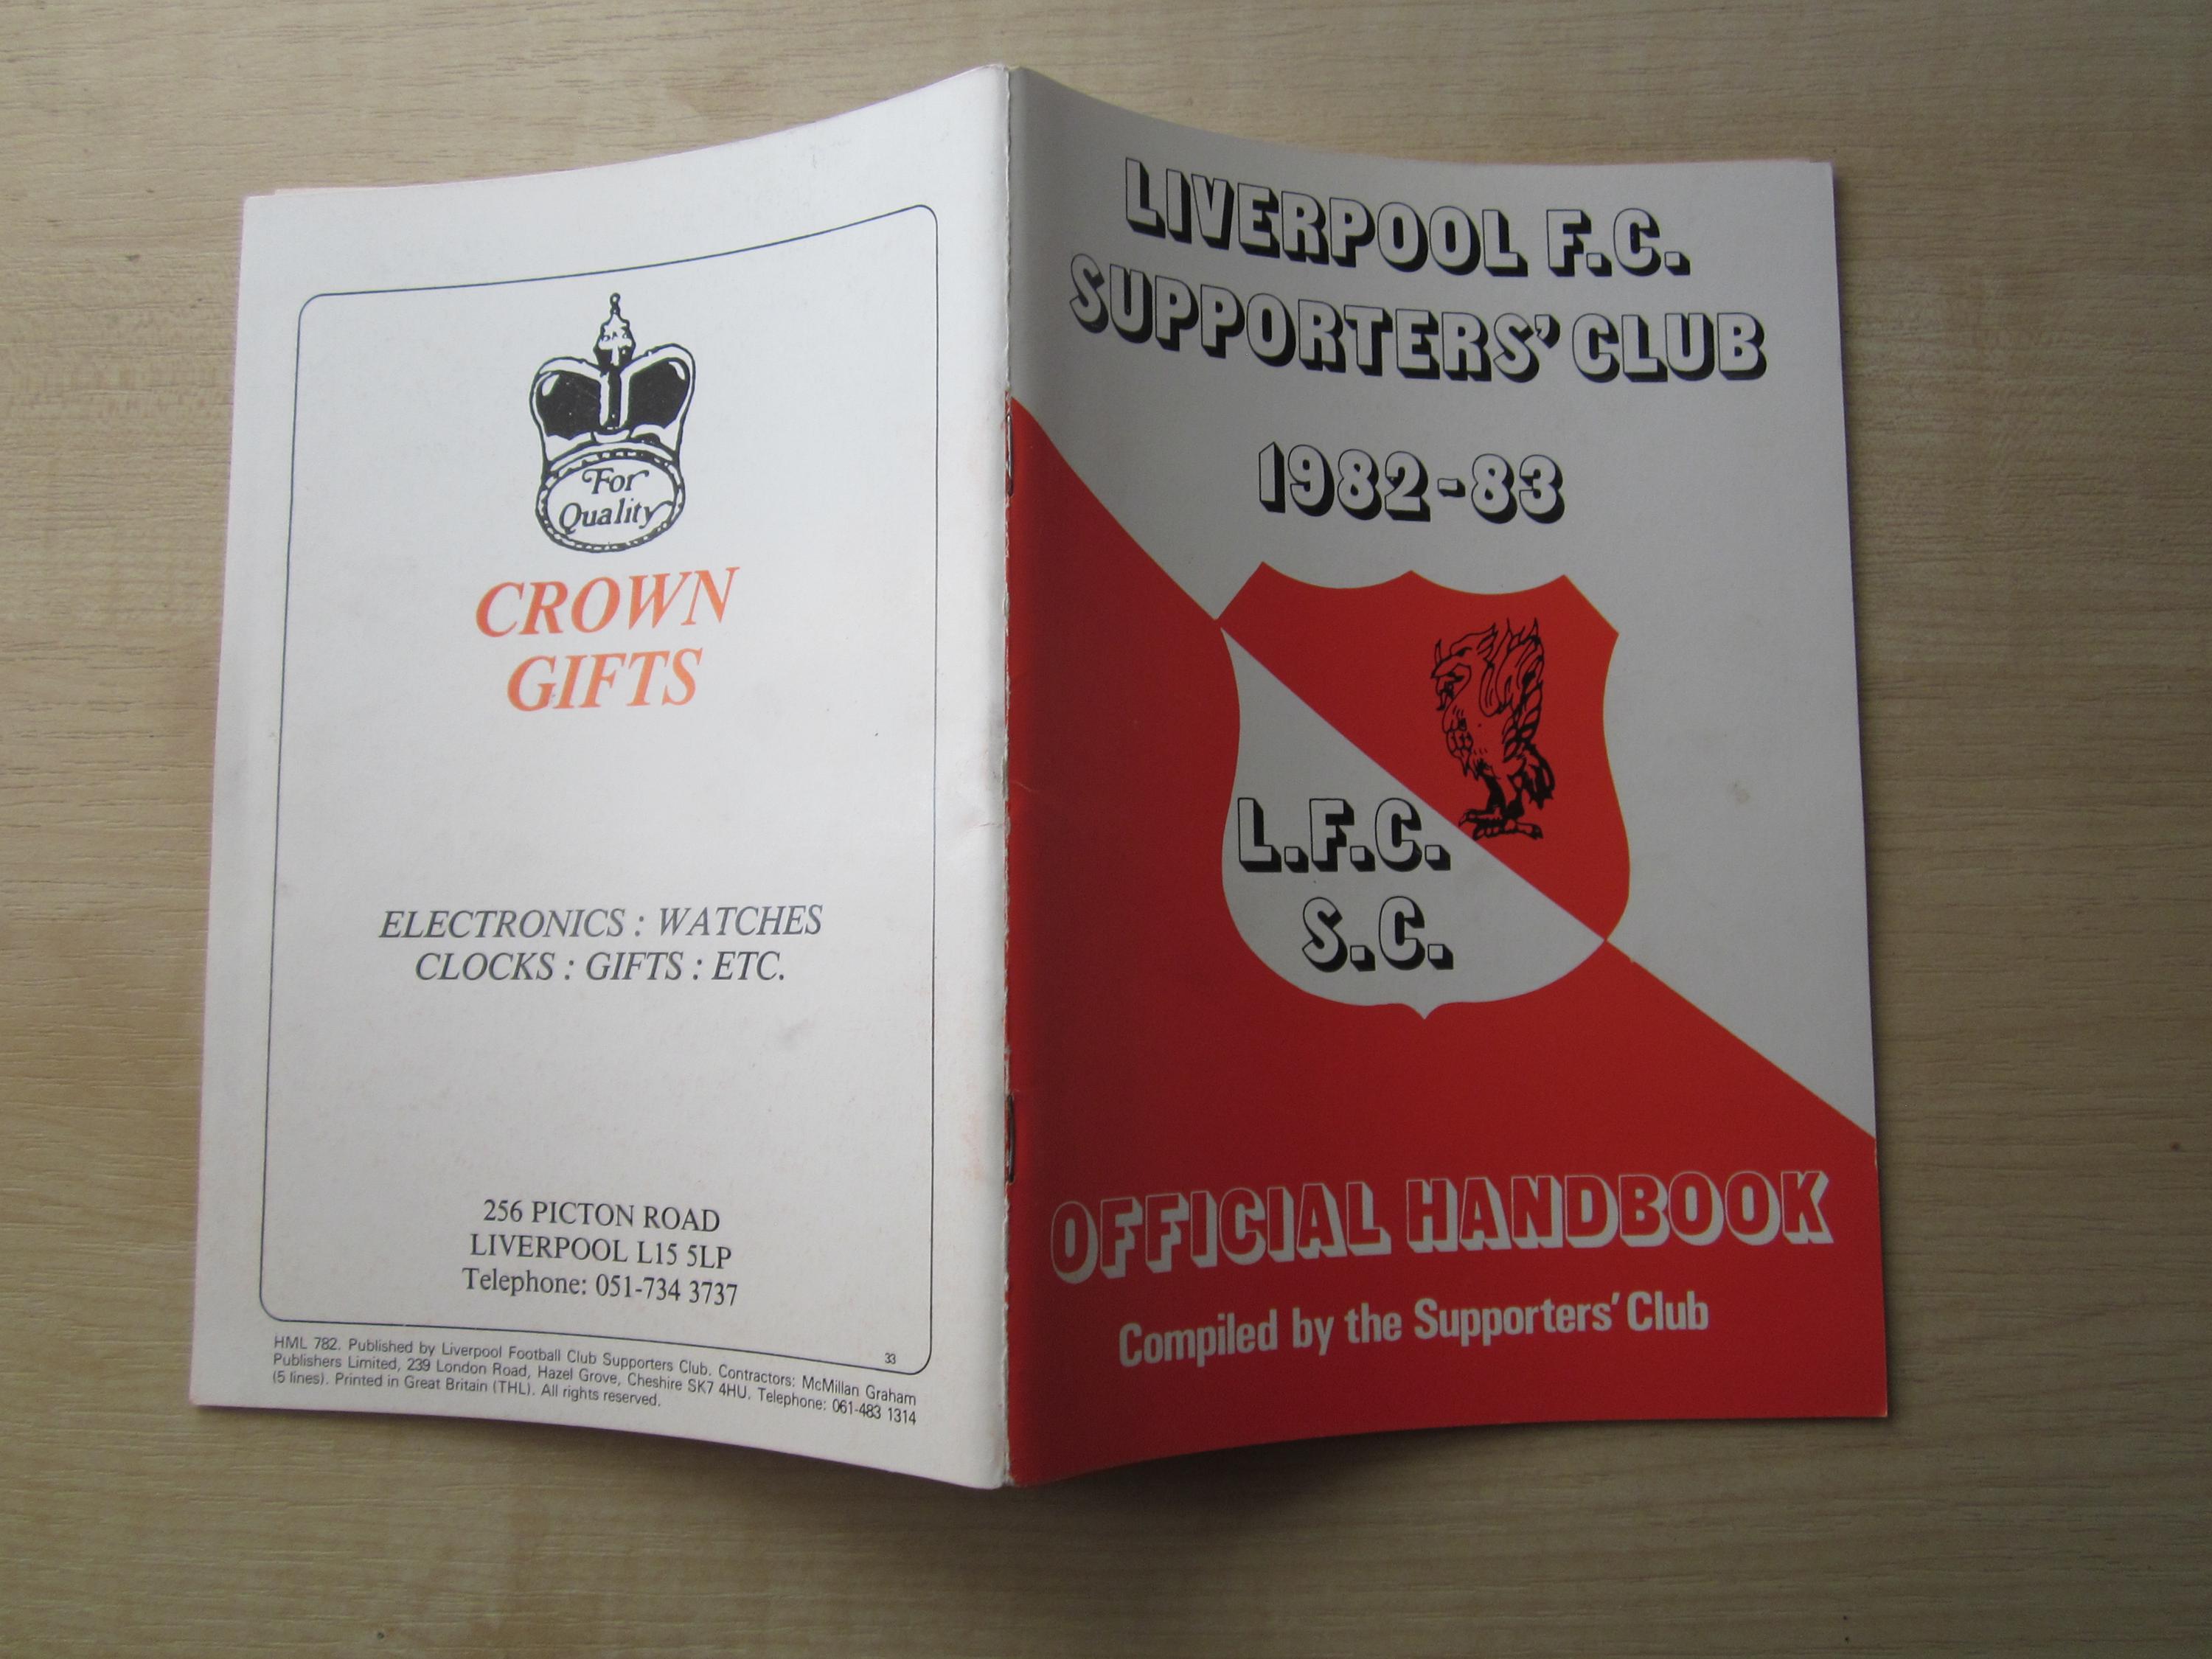 For
Quality
CROWN
GIFTS
ELECTRONICS : WATCHES
CLOCKS : GIFTS : ETC.
256 PICTON ROAD
LIVERPOOL L15 5LP
Telephone: 051-734 3737
33
HML 782. Published by Liverpool Football Club Supporters Club. Contractors: McMillan Graham
Publishers Limited, 239 London Road, Hazel Grove, Cheshire SK7 4HU. Telephone: 061-483 1314
(5 lines). Printed in Great Britain (THL). All rights reserved.
LIVERPOOL F.C.
SUPPORTERS' CLUB
1982-83
L.F.C.
S.C.
OFFICIAL HANDBOOK
Compiled by the Supporters' Club